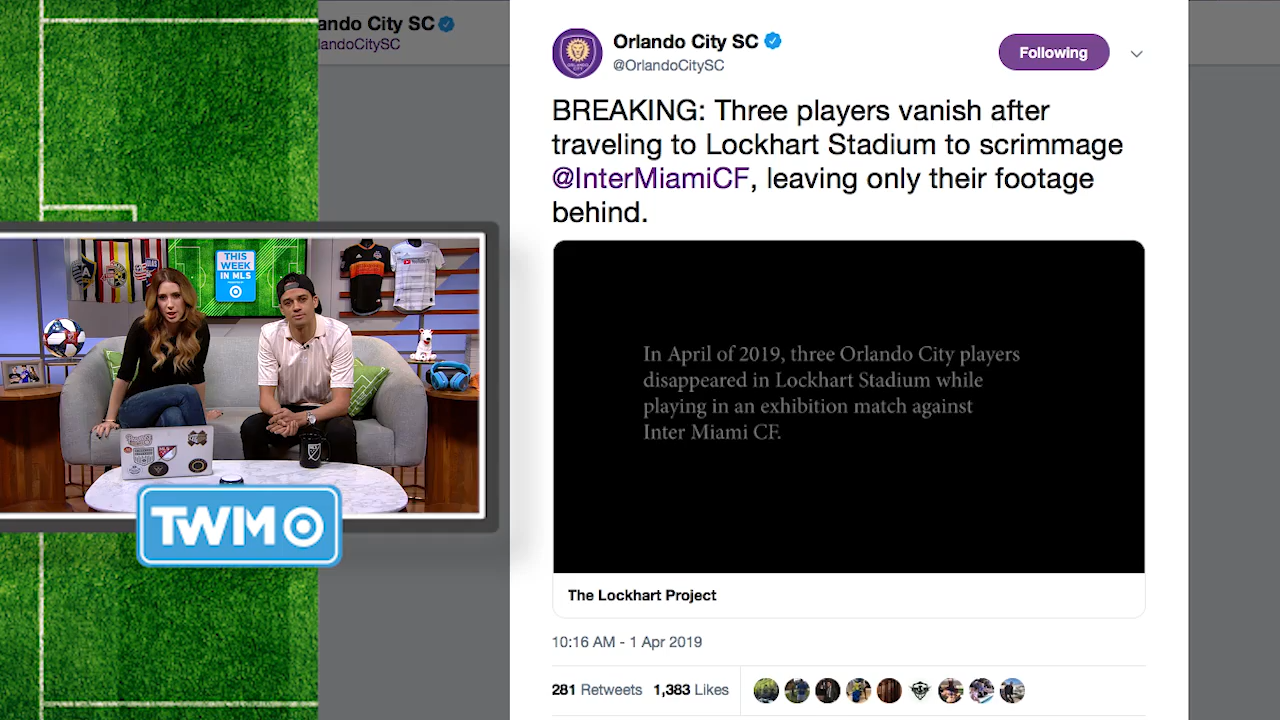 ando City SC
landoCitySC
Orlando City SC
@OrlandoCitySC
Following
BREAKING: Three players vanish after
traveling to Lockhart Stadium to scrimmage
@InterMiamiCF, leaving only their footage
behind.
In April of 2019, three Orlando City players
disappeared in Lockhart Stadium while
playing in an exhibition match against
Inter Miami CF.
The Lockhart Project
10:16 AM - 1 Apr 2019
281 Retweets 1,383 Likes
THIS
WEEK
IN MLS
TWM